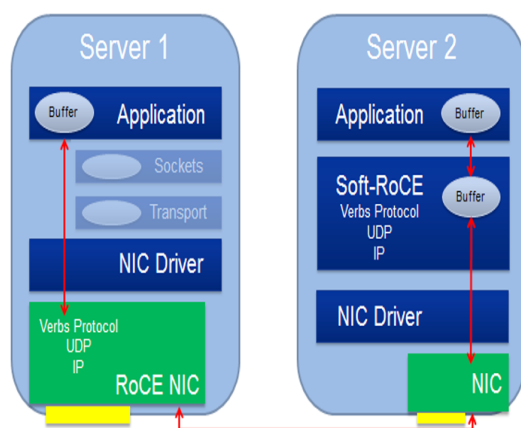 Server 1
Buffer
Application
Sockets
Transport
NIC Driver
Verbs Protocol
UDP
IP
RoCE NIC
Server 2
Application
Buffer
Soft-RoCE
Buffer
Verbs Protocol
UDP
IP
NIC Driver
NIC